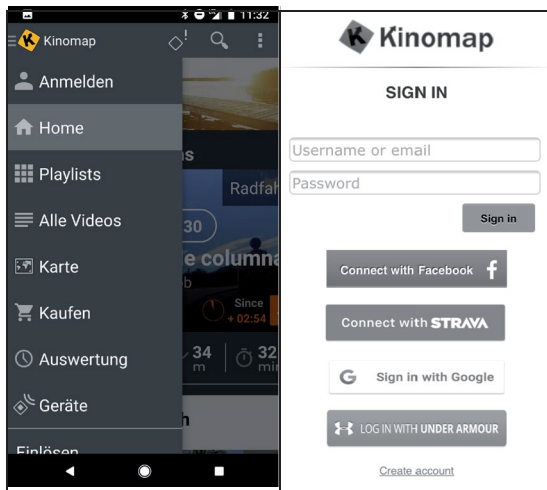 11:32
Kinomap
Anmelden
Home
Playlists
Alle Videos
Karte
Kaufen
Auswertung
Geräte
Einlösen
Radfah
30
e columna
Since
+ 02:54
34
m
32
min
h
Kinomap
SIGN IN
Username or email
Password
Sign in
Connect with Facebook f
Connect with STRAVA
G Sign in with Google
LOG IN WITH UNDER ARMOUR
Create account